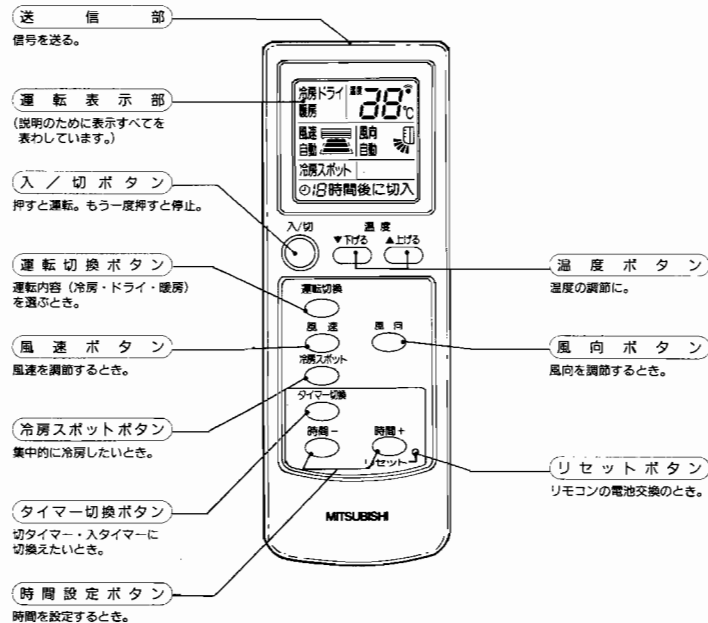 送信部
信号を送る。
運転表示部
(説明のために表示すべてを
表わしています。)
入／切ボタン
押すと運転。もう一度押すと停止。
運転切換ボタン
運転内容（冷房・ドライ・暖房）
を選ぶとき。
風速ボタン
風速を調節するとき。
冷房スポットボタン
集中的に冷房したいとき。
タイマー切換ボタン
切タイマー・入タイマーに
切換えたいとき。
時間設定ボタン
時間を設定するとき。
冷房ドライ 温度 38℃
暖房
風速 風向
自動 自動
冷房スポット
18時間後に切入
入/切 温度
▼下げる ▲上げる
運転切換
風速 風向
冷房スポット
タイマー切換
時間－ 時間＋
リセット
MITSUBISHI
温度ボタン
温度の調節に。
風向ボタン
風向を調節するとき。
リセットボタン
リモコンの電池交換のとき。